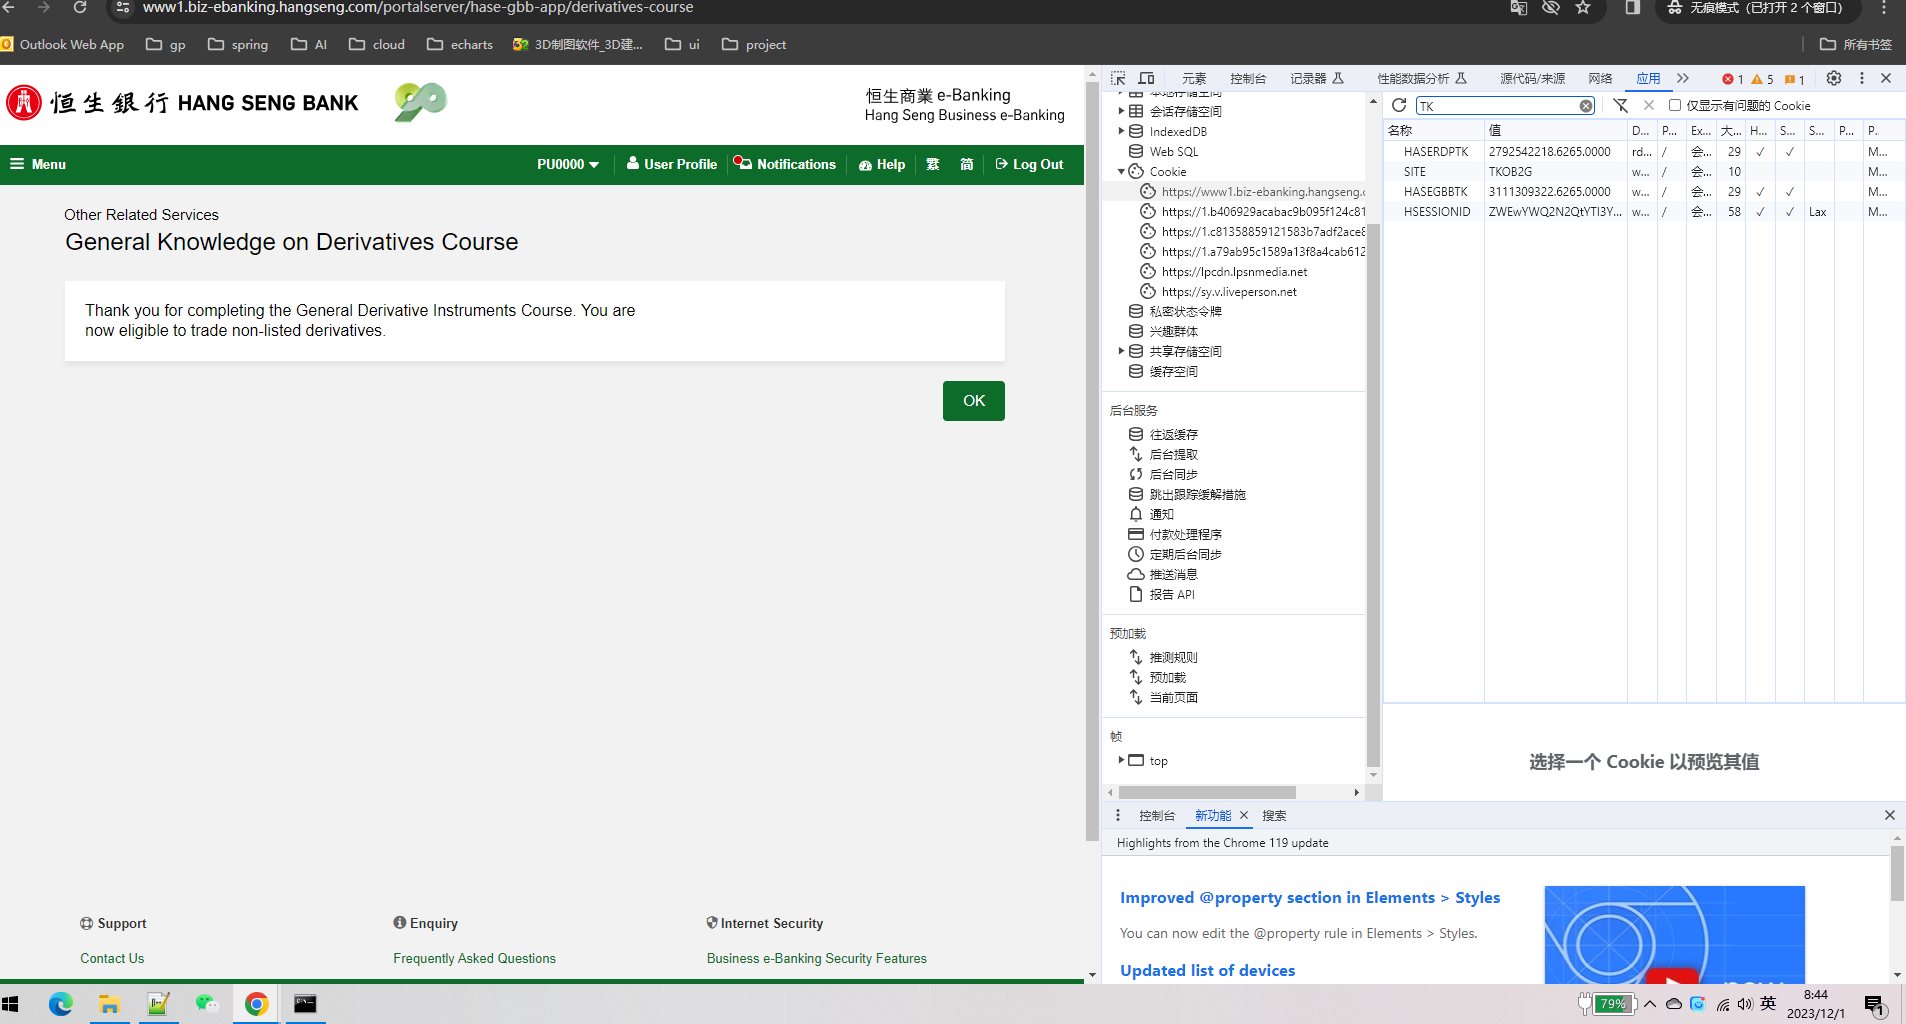 www1.biz-ebanking.hangseng.com/portalserver/hase-gbb-app/derivatives-course
无痕模式（已打开 2 个窗口）
Outlook Web App gp spring AI cloud echarts 3D制图软件_3D建... ui project 所有书签
恒生銀行 HANG SENG BANK 90
恒生商業 e-Banking
Hang Seng Business e-Banking
Menu PU0000 User Profile Notifications Help 繁 简 Log Out
Other Related Services
General Knowledge on Derivatives Course
Thank you for completing the General Derivative Instruments Course. You are
now eligible to trade non-listed derivatives.
OK
Support
Contact Us
Enquiry
Frequently Asked Questions
Internet Security
Business e-Banking Security Features
元素 控制台 记录器 性能数据分析 源代码/来源 网络 应用 1 5 1
本地存储空间
会话存储空间
IndexedDB
Web SQL
Cookie
https://www1.biz-ebanking.hangseng.c
https://1.b406929acabac9b095f124c81
https://1.c81358859121583b7adf2ace8
https://1.a79ab95c1589a13f8a4cab612
https://lpcdn.lpsnmedia.net
https://sy.v.liveperson.net
私密状态令牌
兴趣群体
共享存储空间
缓存空间
后台服务
往返缓存
后台提取
后台同步
跳出跟踪缓解措施
通知
付款处理程序
定期后台同步
推送消息
报告 API
预加载
推测规则
预加载
当前页面
帧
top
TK 仅显示有问题的 Cookie
名称 值 D... P... Ex... 大... H... S... S... P... P..
HASERDPTK 2792542218.6265.0000 rd... / 会... 29 ✓ ✓ M...
SITE TKOB2G w... / 会... 10 M...
HASEGBBTK 3111309322.6265.0000 w... / 会... 29 ✓ ✓ M...
HSESSIONID ZWEwYWQ2N2QtYTI3Y... w... / 会... 58 ✓ ✓ Lax M...
选择一个 Cookie 以预览其值
控制台 新功能 搜索
Highlights from the Chrome 119 update
Improved @property section in Elements > Styles
You can now edit the @property rule in Elements > Styles.
Updated list of devices
79% 英 8:44
2023/12/1
1